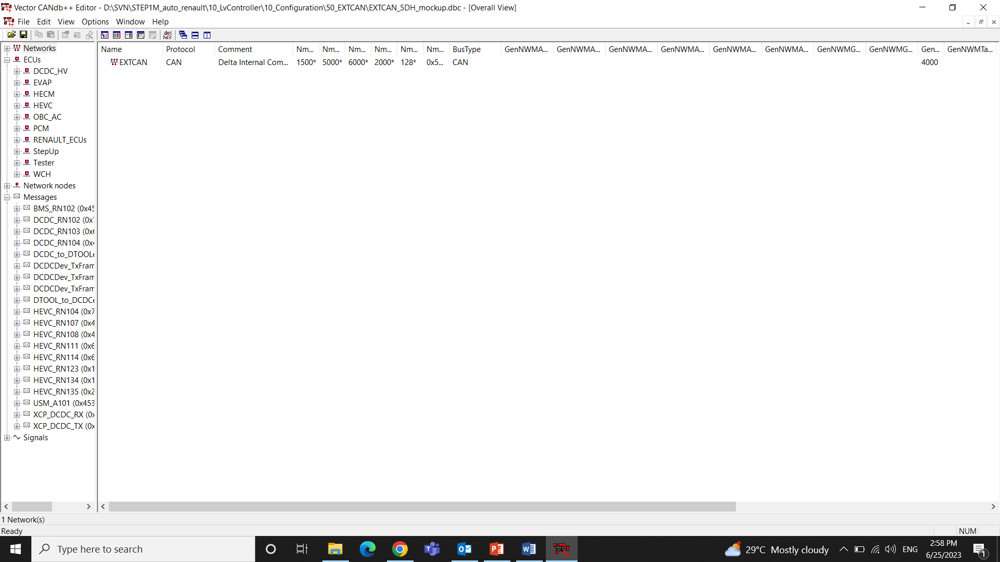 Vector CANdb++ Editor - D:\SVN\STEP1M_auto_renault\10_LvController\10_Configuration\50_EXTCAN\EXTCAN_5DH_mockup.dbc - [Overall View]
File Edit View Options Window Help
dec
hex
Networks
ECUs
DCDC_HV
EVAP
HECM
HEVC
OBC_AC
PCM
RENAULT_ECUs
StepUp
Tester
WCH
Network nodes
Messages
BMS_RN102 (0x45
DCDC_RN102 (0x7
DCDC_RN103 (0x6
DCDC_RN104 (0x4
DCDC_to_DTOOL
DCDCDev_TxFram
DCDCDev_TxFram
DCDCDev_TxFram
DTOOL_to_DCDC
HEVC_RN104 (0x7
HEVC_RN107 (0x4
HEVC_RN108 (0x4
HEVC_RN111 (0x6
HEVC_RN114 (0x6
HEVC_RN123 (0x1
HEVC_RN134 (0x1
HEVC_RN135 (0x2
USM_A101 (0x453
XCP_DCDC_RX (0x
XCP_DCDC_TX (0x
Signals
Name Protocol Comment Nm... Nm... Nm... Nm... Nm... Nm... BusType GenNWMA... GenNWMA... GenNWMA... GenNWMA... GenNWMA... GenNWMA... GenNWMG... GenNWMG... Gen... GenNWMTa...
EXTCAN CAN Delta Internal Com... 1500* 5000* 6000* 2000* 128* 0x5... CAN 4000
1 Network(s)
Ready
NUM
Type here to search
29°C Mostly cloudy
ENG
2:58 PM
6/25/2023
1